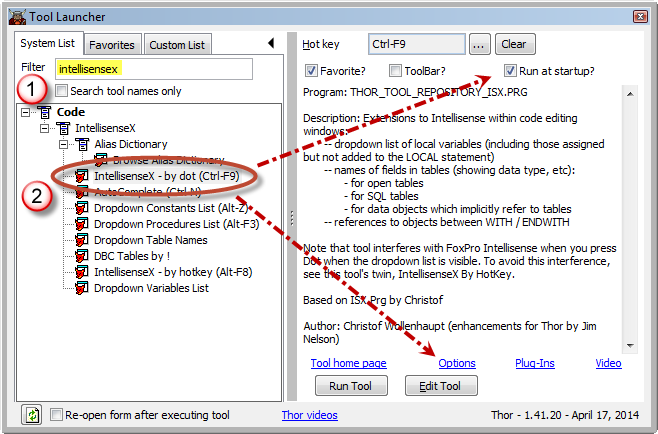 Tool Launcher
System List
Favorites
Custom List
Filter
intellisensex
Search tool names only
1
Code
IntellisenseX
Alias Dictionary
Browse Alias Dictionary
IntellisenseX - by dot (Ctrl-F9)
2
AutoComplete (Ctrl-N)
Dropdown Constants List (Alt-Z)
Dropdown Procedures List (Alt-F3)
Dropdown Table Names
DBC Tables by !
IntellisenseX - by hotkey (Alt-F8)
Dropdown Variables List
Hot key
Ctrl-F9
...
Clear
Favorite?
ToolBar?
Run at startup?
Program: THOR_TOOL_REPOSITORY_ISX.PRG
Description: Extensions to Intellisense within code editing
windows:
-- dropdown list of local variables (including those assigned
but not added to the LOCAL statement)
-- names of fields in tables (showing data type, etc):
- for open tables
- for SQL tables
- for data objects which implicitly refer to tables
-- references to objects between WITH / ENDWITH
Note that tool interferes with FoxPro Intellisense when you press
Dot when the dropdown list is visible. To avoid this interference,
see this tool's twin, IntellisenseX By HotKey.
Based on ISX.Prg by Christof
Author: Christof Wollenhaupt (enhancements for Thor by Jim
Nelson)
Tool home page
Options
Plug-Ins
Video
Run Tool
Edit Tool
Re-open form after executing tool
Thor videos
Thor - 1.41.20 - April 17, 2014